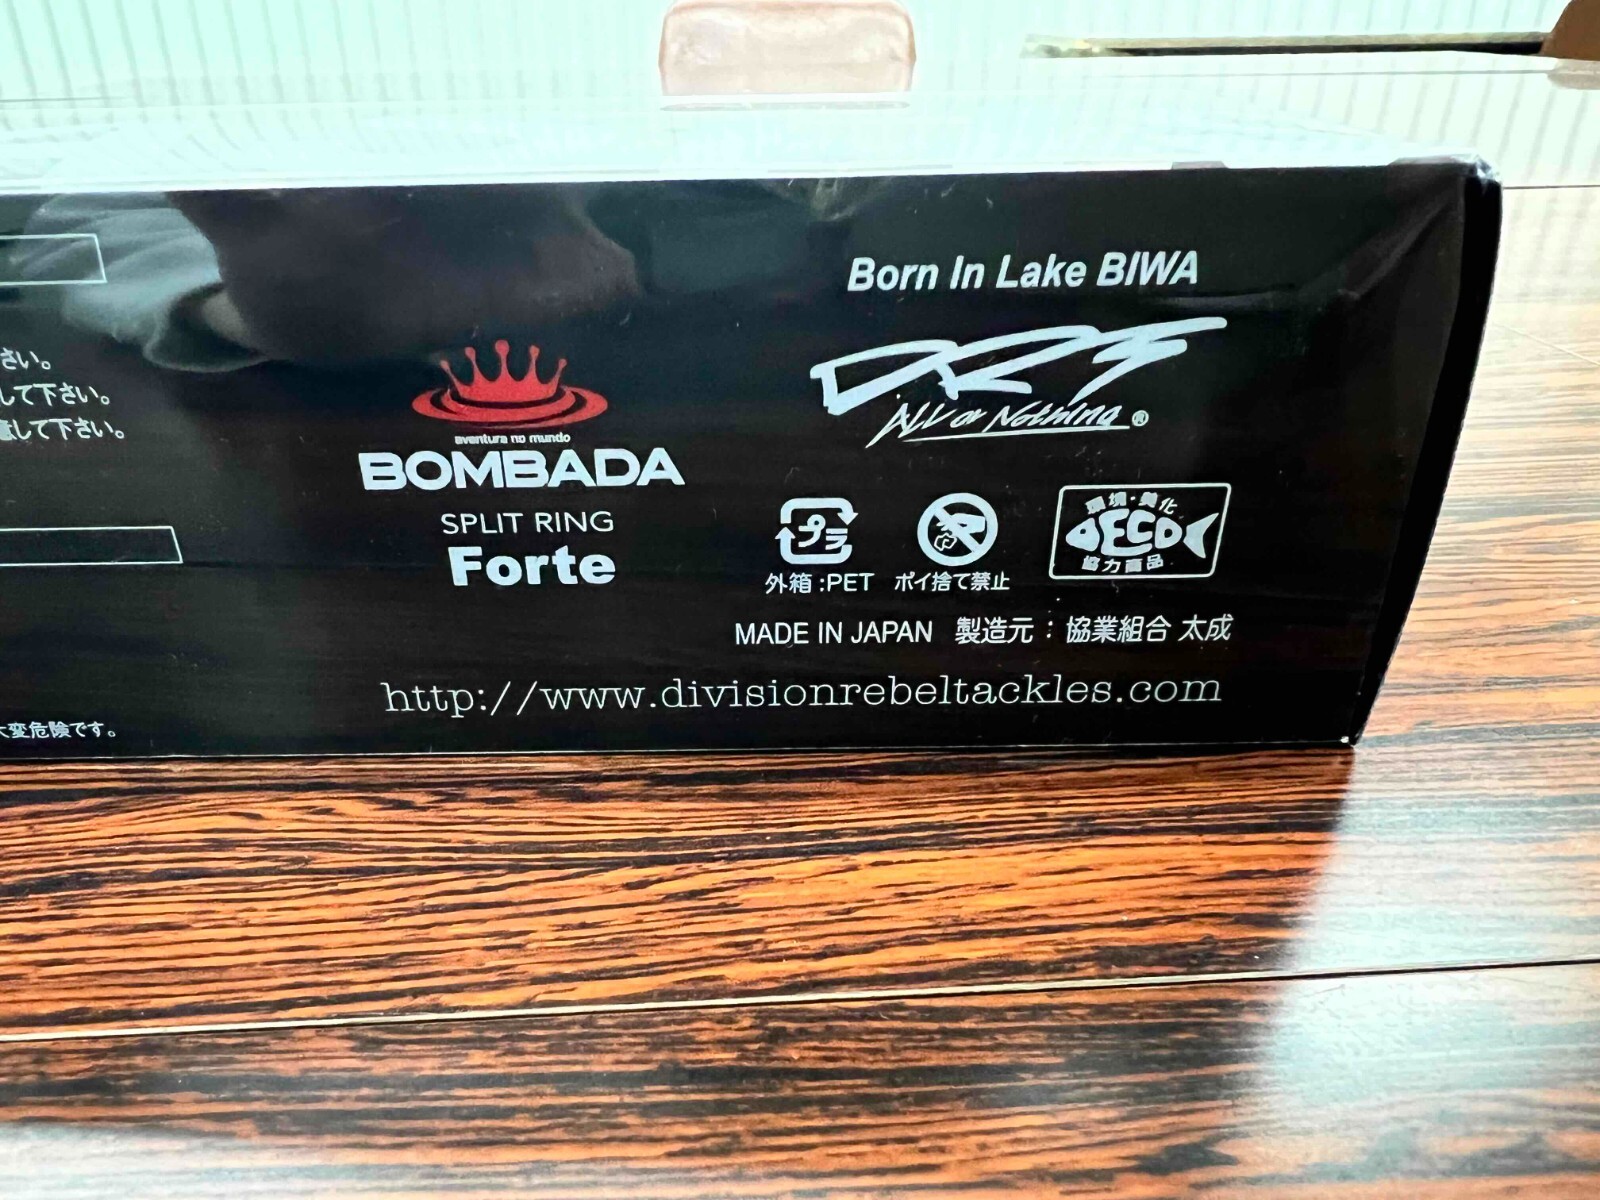 さい。
して下さい。
意して下さい。
大変危険です。
aventura no mundo
BOMBADA
SPLIT RING
Forte
Born In Lake BIWA
DRT
All or Nothing ®
プラ
外箱:PET
ポイ捨て禁止
環境・美化
ECO
協力商品
MADE IN JAPAN 製造元：協業組合 太成
http://www.divisionrebeltackles.com